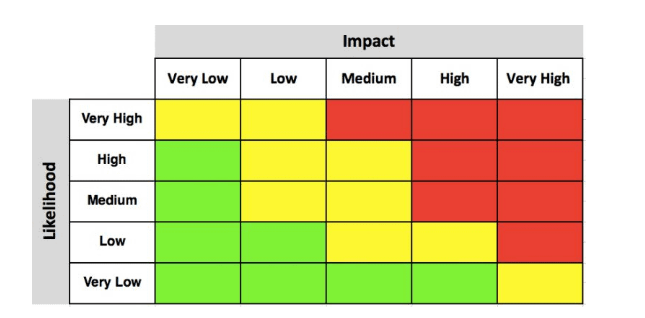 Impact
Very Low Low Medium High Very High
Likelihood
Very High
High
Medium
Low
Very Low